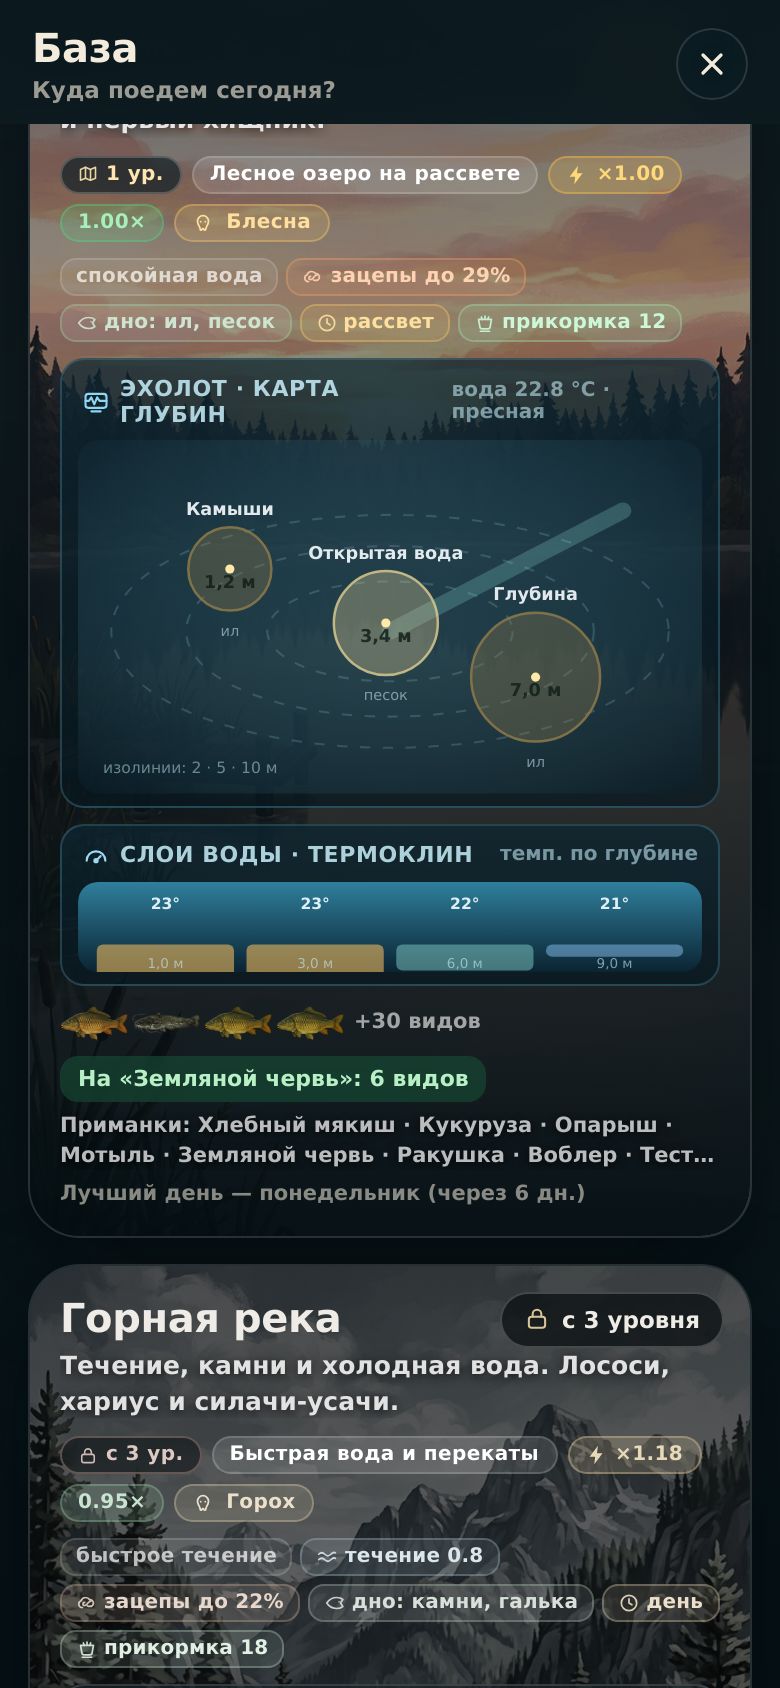 База
Куда поедем сегодня?
и первый хищник.
1 ур. Лесное озеро на рассвете ×1.00
1.00× Блесна
спокойная вода зацепы до 29%
дно: ил, песок рассвет прикормка 12
ЭХОЛОТ · КАРТА ГЛУБИН
вода 22.8 °C · пресная
Камыши
1,2 м
ил
Открытая вода
3,4 м
песок
Глубина
7,0 м
ил
изолинии: 2 · 5 · 10 м
СЛОИ ВОДЫ · ТЕРМОКЛИН темп. по глубине
23° 23° 22° 21°
1,0 м 3,0 м 6,0 м 9,0 м
+30 видов
На «Земляной червь»: 6 видов
Приманки: Хлебный мякиш · Кукуруза · Опарыш ·
Мотыль · Земляной червь · Ракушка · Воблер · Тест…
Лучший день — понедельник (через 6 дн.)
Горная река с 3 уровня
Течение, камни и холодная вода. Лососи,
хариус и силачи-усачи.
с 3 ур. Быстрая вода и перекаты ×1.18
0.95× Горох
быстрое течение течение 0.8
зацепы до 22% дно: камни, галька день
прикормка 18